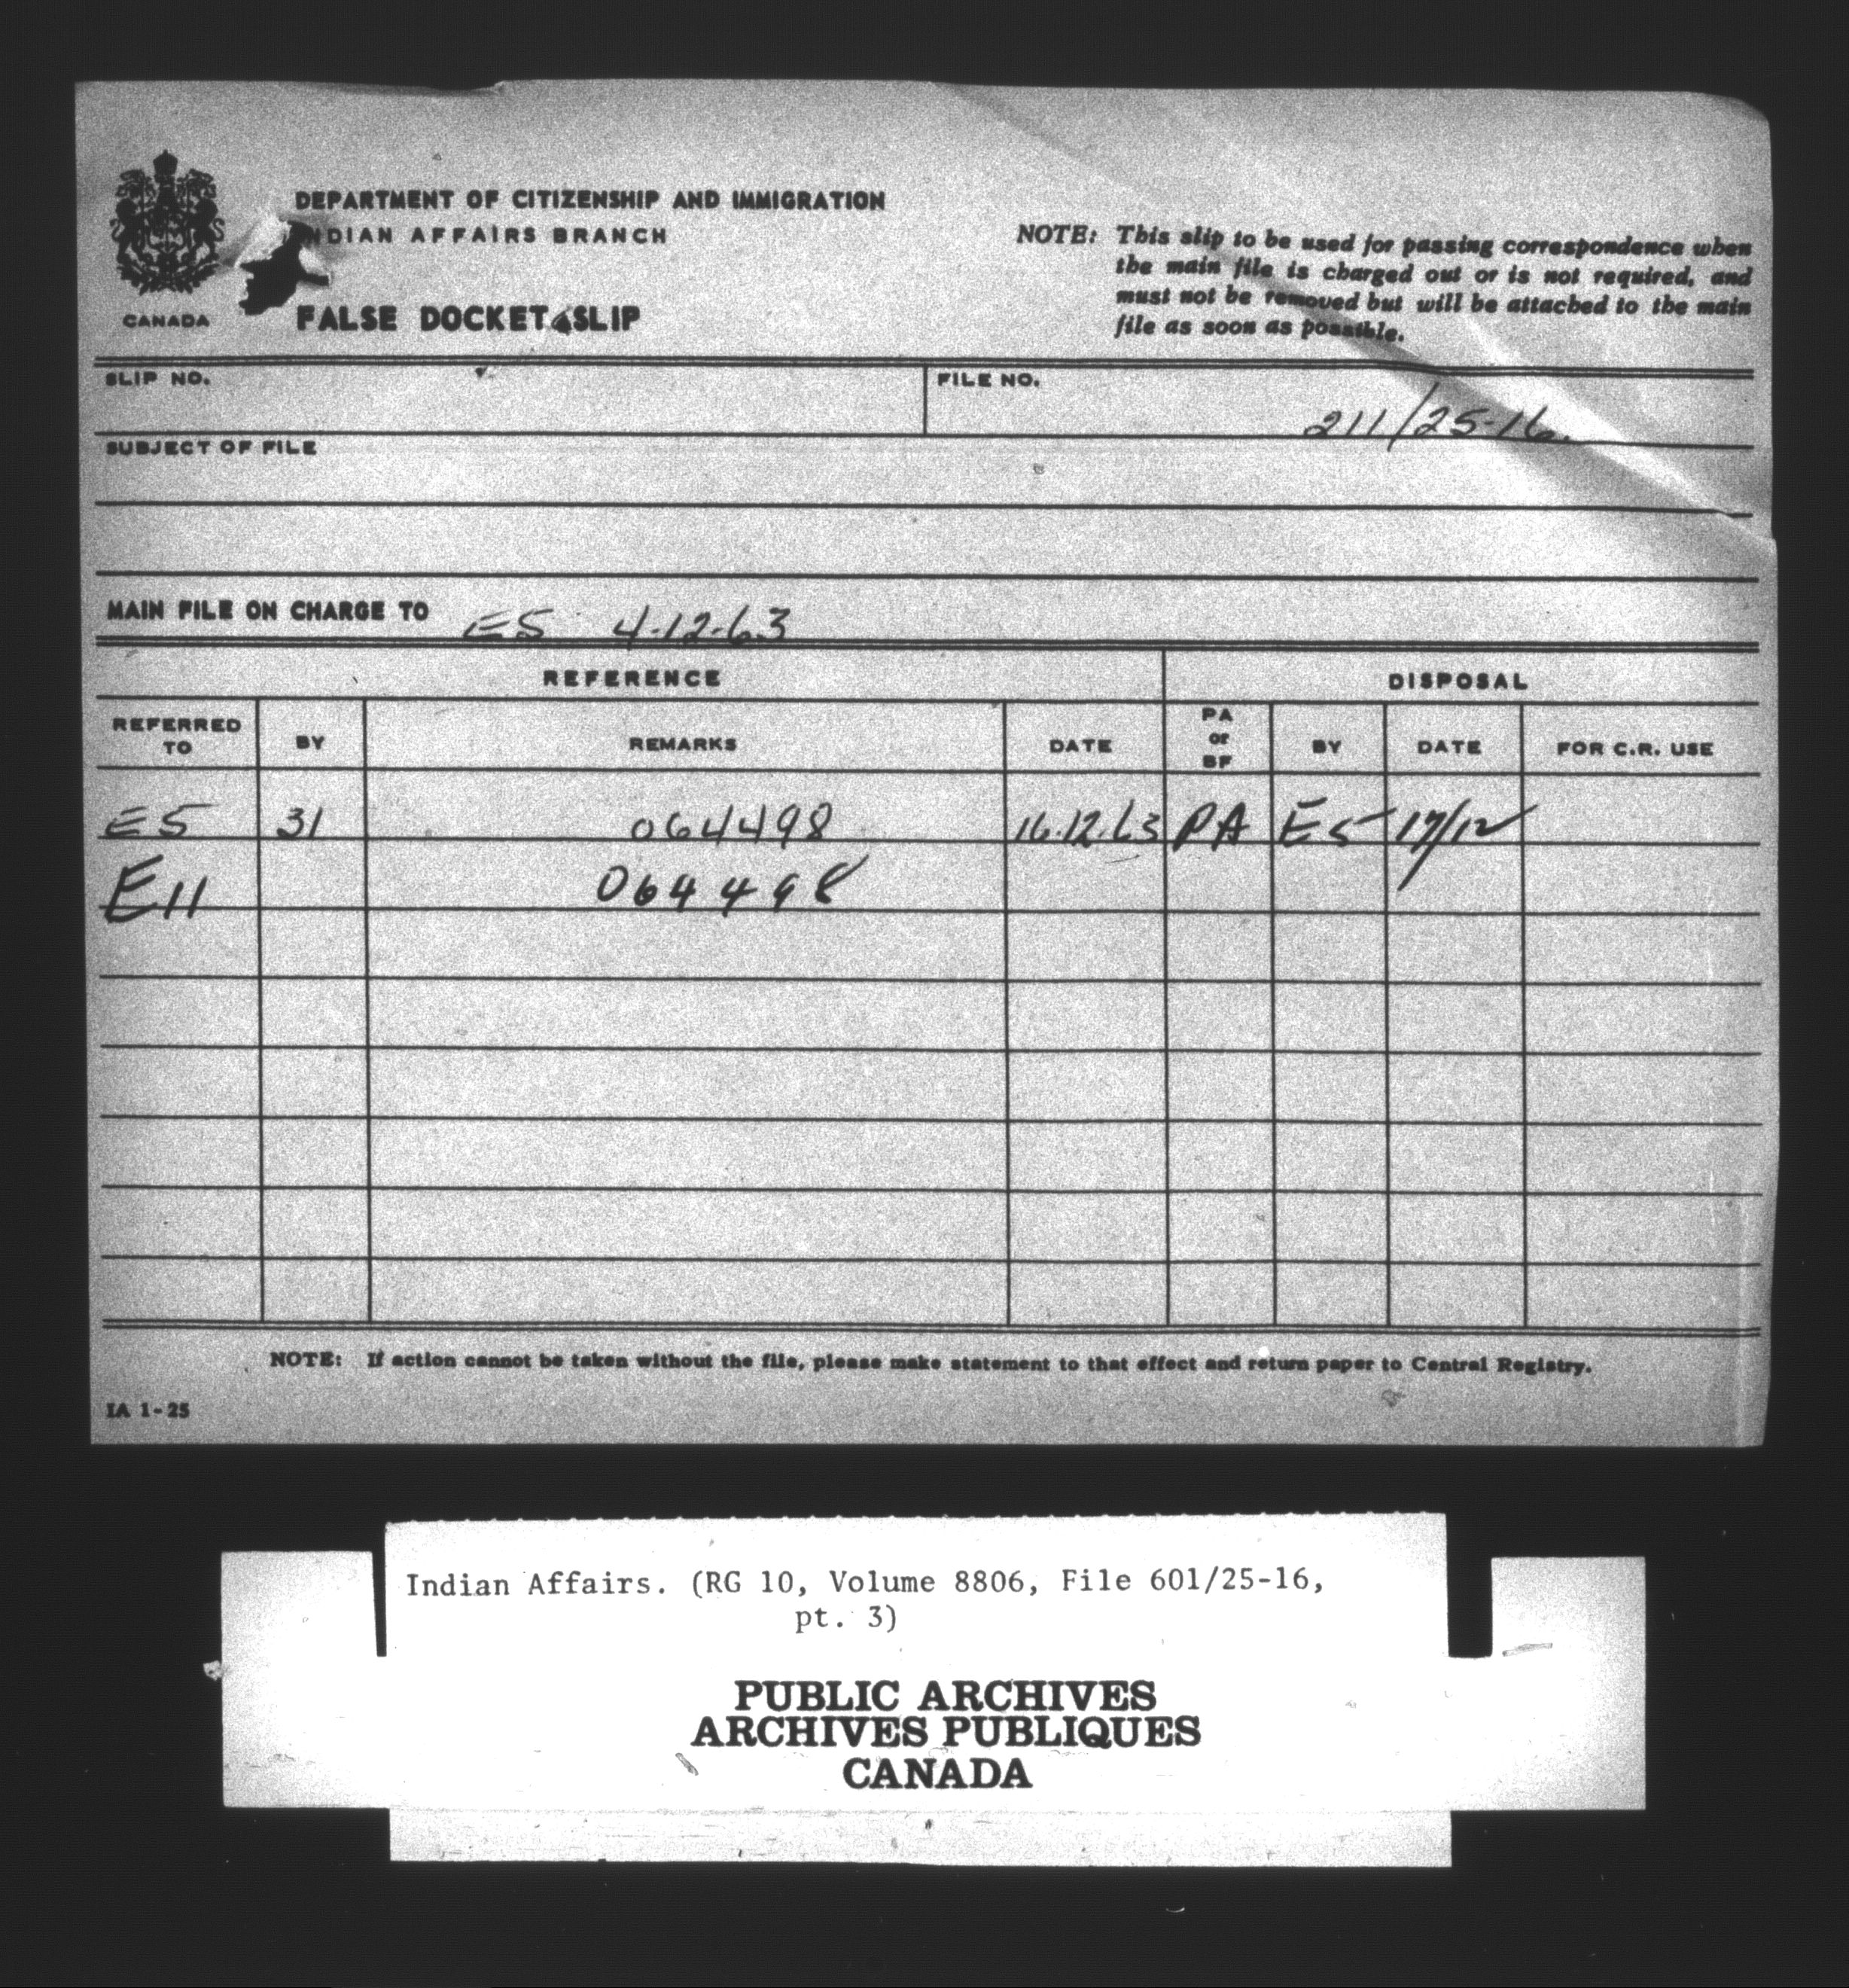 DEPARTMENT OF CITIZENSHIP AND IMMIGRATION
INDIAN AFFAIRS BRANCH
CANADA
FALSE DOCKET SLIP
NOTE: This slip to be used for passing correspondence when
the main file is charged out or is not required, and
must not be removed but will be attached to the main
file as soon as possible.
SLIP NO. FILE NO.
211/25-16.
SUBJECT OF FILE
MAIN FILE ON CHARGE TO E5 4-12-63
REFERENCE DISPOSAL
REFERRED TO BY REMARKS DATE PA or BF BY DATE FOR C.R. USE
E5 31 064498 16.12.63 PA E5 17/12
E11 064498
NOTE: If action cannot be taken without the file, please make statement to that effect and return paper to Central Registry.
IA 1-25
Indian Affairs. (RG 10, Volume 8806, File 601/25-16,
pt. 3)
PUBLIC ARCHIVES
ARCHIVES PUBLIQUES
CANADA